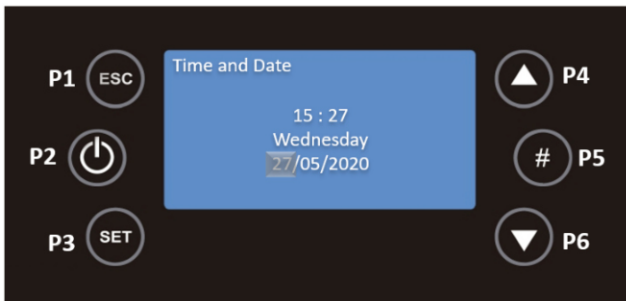 P1 ESC
P2
P3 SET
Time and Date
15 : 27
Wednesday
27/05/2020
P4
# P5
P6